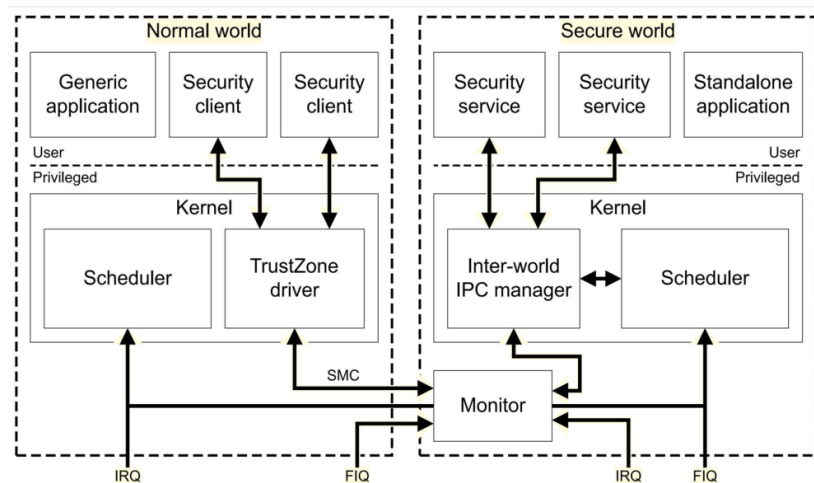 Normal world
Secure world
Generic
application
Security
client
Security
client
Security
service
Security
service
Standalone
application
User
User
Privileged
Privileged
Kernel
Kernel
Scheduler
TrustZone
driver
Inter-world
IPC manager
Scheduler
SMC
Monitor
IRQ
FIQ
IRQ
FIQ